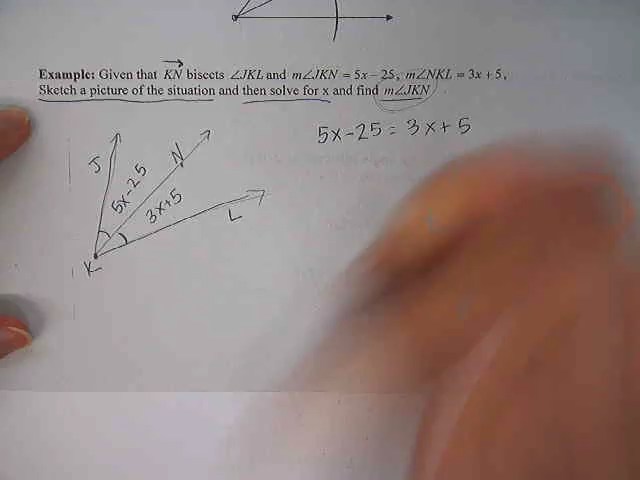 Example: Given that KN bisects ∠JKL and m∠JKN = 5x – 25, m∠NKL = 3x + 5,
Sketch a picture of the situation and then solve for x and find m∠JKN
5x-25 = 3x+5
J
N
5x-25
3x+5
L
K